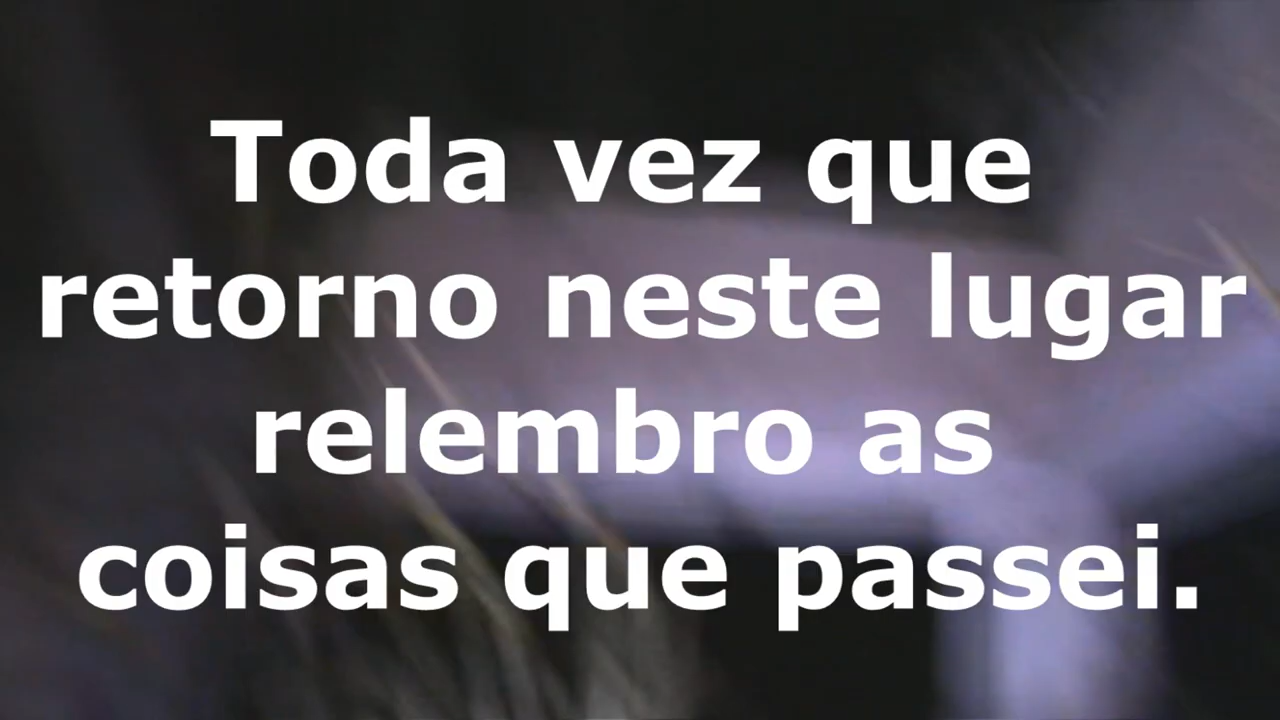 Toda vez que
retorno neste lugar
relembro as
coisas que passei.